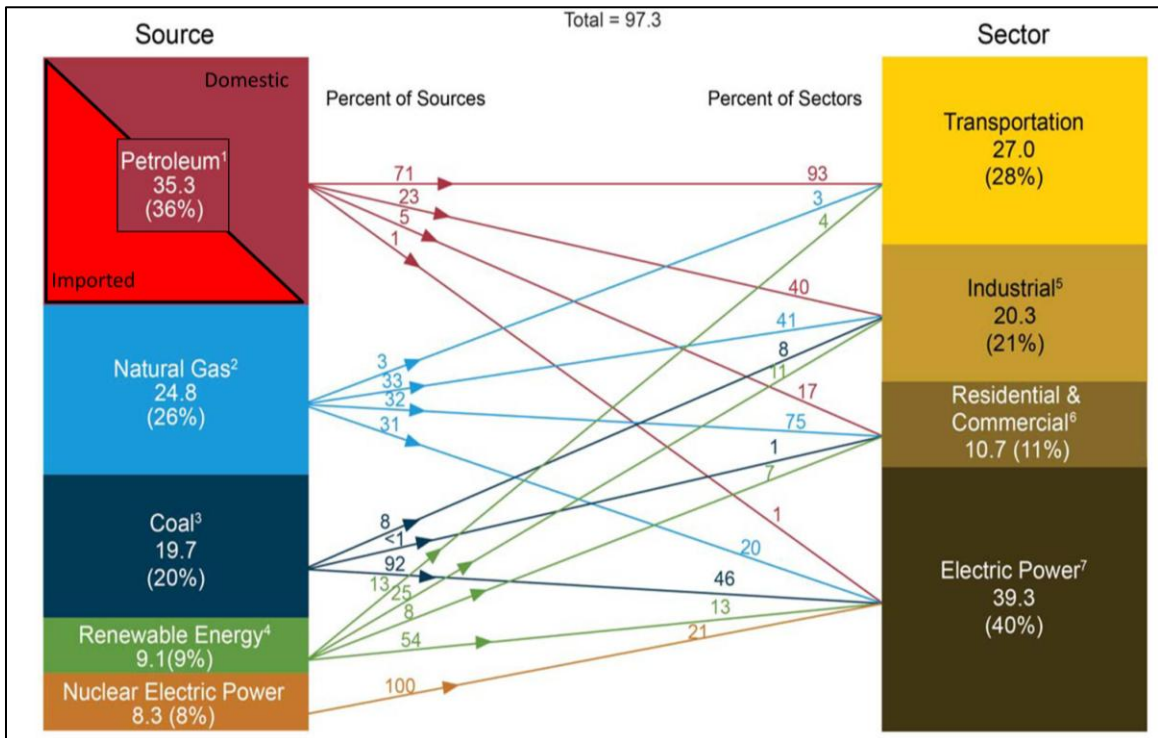 Total = 97.3
Source
Sector
Domestic
Percent of Sources
Percent of Sectors
Petroleum¹
35.3
(36%)
Imported
Natural Gas²
24.8
(26%)
Coal³
19.7
(20%)
Renewable Energy⁴
9.1(9%)
Nuclear Electric Power
8.3 (8%)
71
23
5
1
3
33
32
31
8
<1
92
13
25
8
54
100
93
3
4
40
41
8
11
17
75
1
7
1
20
46
13
21
Transportation
27.0
(28%)
Industrial⁵
20.3
(21%)
Residential &
Commercial⁶
10.7 (11%)
Electric Power⁷
39.3
(40%)